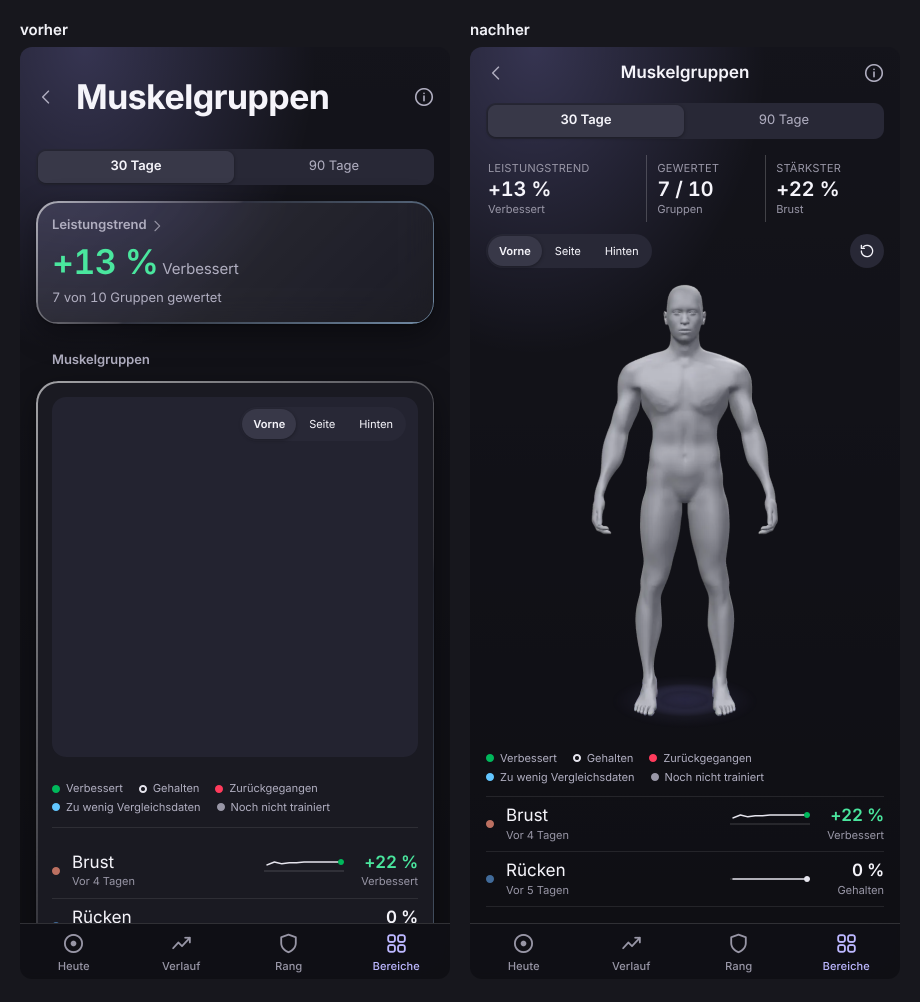 vorher
Muskelgruppen
30 Tage
90 Tage
Leistungstrend
+13 % Verbessert
7 von 10 Gruppen gewertet
Muskelgruppen
Vorne
Seite
Hinten
Verbessert
Gehalten
Zurückgegangen
Zu wenig Vergleichsdaten
Noch nicht trainiert
Brust
Vor 4 Tagen
+22 %
Verbessert
Rücken
0 %
Heute
Verlauf
Rang
Bereiche
nachher
Muskelgruppen
30 Tage
90 Tage
LEISTUNGSTREND
+13 %
Verbessert
GEWERTET
7 / 10
Gruppen
STÄRKSTER
+22 %
Brust
Vorne
Seite
Hinten
Verbessert
Gehalten
Zurückgegangen
Zu wenig Vergleichsdaten
Noch nicht trainiert
Brust
Vor 4 Tagen
+22 %
Verbessert
Rücken
Vor 5 Tagen
0 %
Gehalten
Heute
Verlauf
Rang
Bereiche